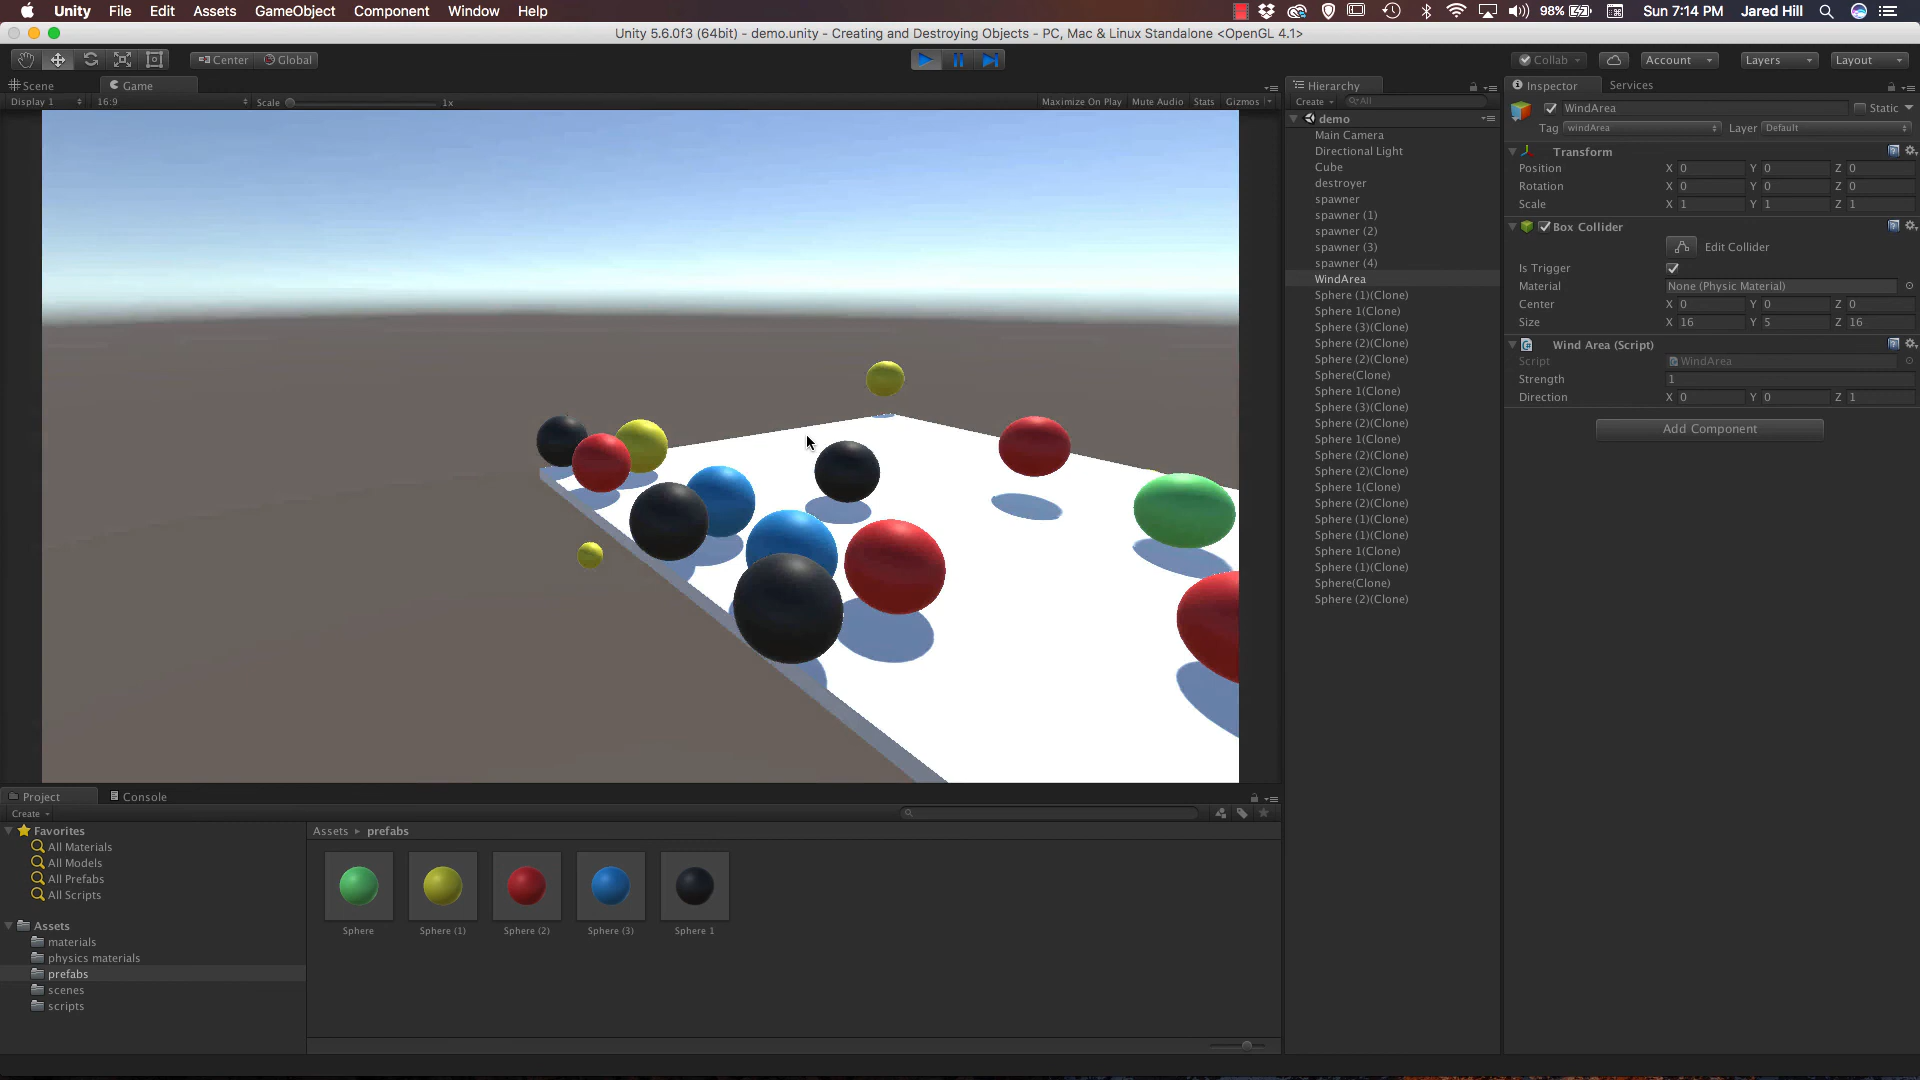 Unity File Edit Assets GameObject Component Window Help
98% Sun 7:14 PM Jared Hill
Unity 5.6.0f3 (64bit) - demo.unity - Creating and Destroying Objects - PC, Mac & Linux Standalone <OpenGL 4.1>
Center Global
Collab Account Layers Layout
Scene Game
Display 1 16:9 Scale 1x Maximize On Play Mute Audio Stats Gizmos
Hierarchy
Create All
demo
Main Camera
Directional Light
Cube
destroyer
spawner
spawner (1)
spawner (2)
spawner (3)
spawner (4)
WindArea
Sphere (1)(Clone)
Sphere 1(Clone)
Sphere (3)(Clone)
Sphere (2)(Clone)
Sphere (2)(Clone)
Sphere(Clone)
Sphere 1(Clone)
Sphere (3)(Clone)
Sphere (2)(Clone)
Sphere 1(Clone)
Sphere (2)(Clone)
Sphere (2)(Clone)
Sphere 1(Clone)
Sphere (2)(Clone)
Sphere (1)(Clone)
Sphere (1)(Clone)
Sphere 1(Clone)
Sphere (1)(Clone)
Sphere(Clone)
Sphere (2)(Clone)
Inspector Services
WindArea Static
Tag windArea Layer Default
Transform
Position X 0 Y 0 Z 0
Rotation X 0 Y 0 Z 0
Scale X 1 Y 1 Z 1
Box Collider
Edit Collider
Is Trigger
Material None (Physic Material)
Center X 0 Y 0 Z 0
Size X 16 Y 5 Z 16
Wind Area (Script)
Script WindArea
Strength 1
Direction X 0 Y 0 Z 1
Add Component
Project Console
Create
Favorites
All Materials
All Models
All Prefabs
All Scripts
Assets
materials
physics materials
prefabs
scenes
scripts
Assets prefabs
Sphere Sphere (1) Sphere (2) Sphere (3) Sphere 1